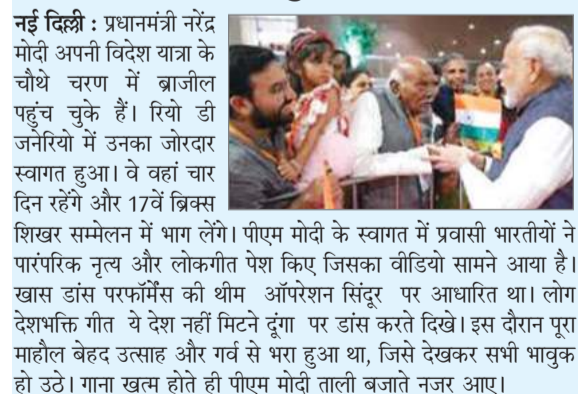 नई दिल्ली : प्रधानमंत्री नरेंद्र
मोदी अपनी विदेश यात्रा के
चौथे चरण में ब्राजील
पहुंच चुके हैं। रियो डी
जनेरियो में उनका जोरदार
स्वागत हुआ। वे वहां चार
दिन रहेंगे और 17वें ब्रिक्स
शिखर सम्मेलन में भाग लेंगे। पीएम मोदी के स्वागत में प्रवासी भारतीयों ने
पारंपरिक नृत्य और लोकगीत पेश किए जिसका वीडियो सामने आया है।
खास डांस परफॉर्मेंस की थीम ऑपरेशन सिंदूर पर आधारित था। लोग
देशभक्ति गीत ये देश नहीं मिटने दूंगा पर डांस करते दिखे। इस दौरान पूरा
माहौल बेहद उत्साह और गर्व से भरा हुआ था, जिसे देखकर सभी भावुक
हो उठे। गाना खत्म होते ही पीएम मोदी ताली बजाते नजर आए।